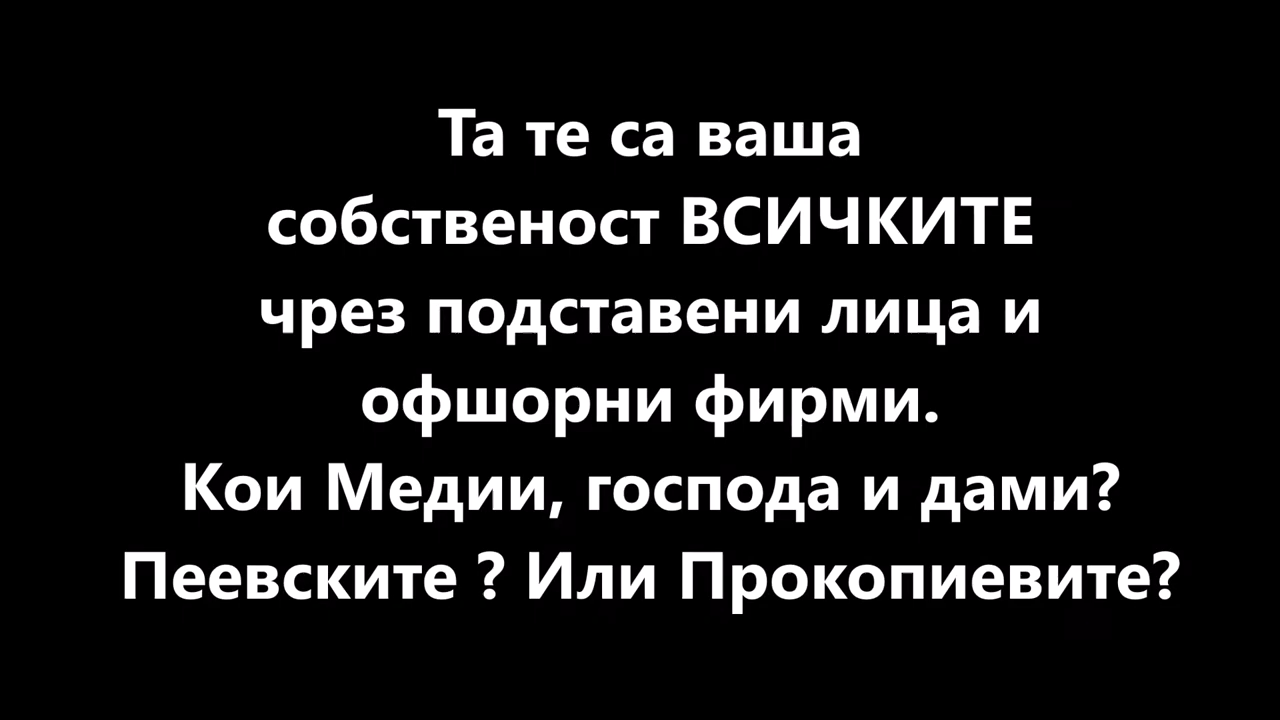 Та те са ваша
собственост ВСИЧКИТЕ
чрез подставени лица и
офшорни фирми.
Кои Медии, господа и дами?
Пеевските ? Или Прокопиевите?